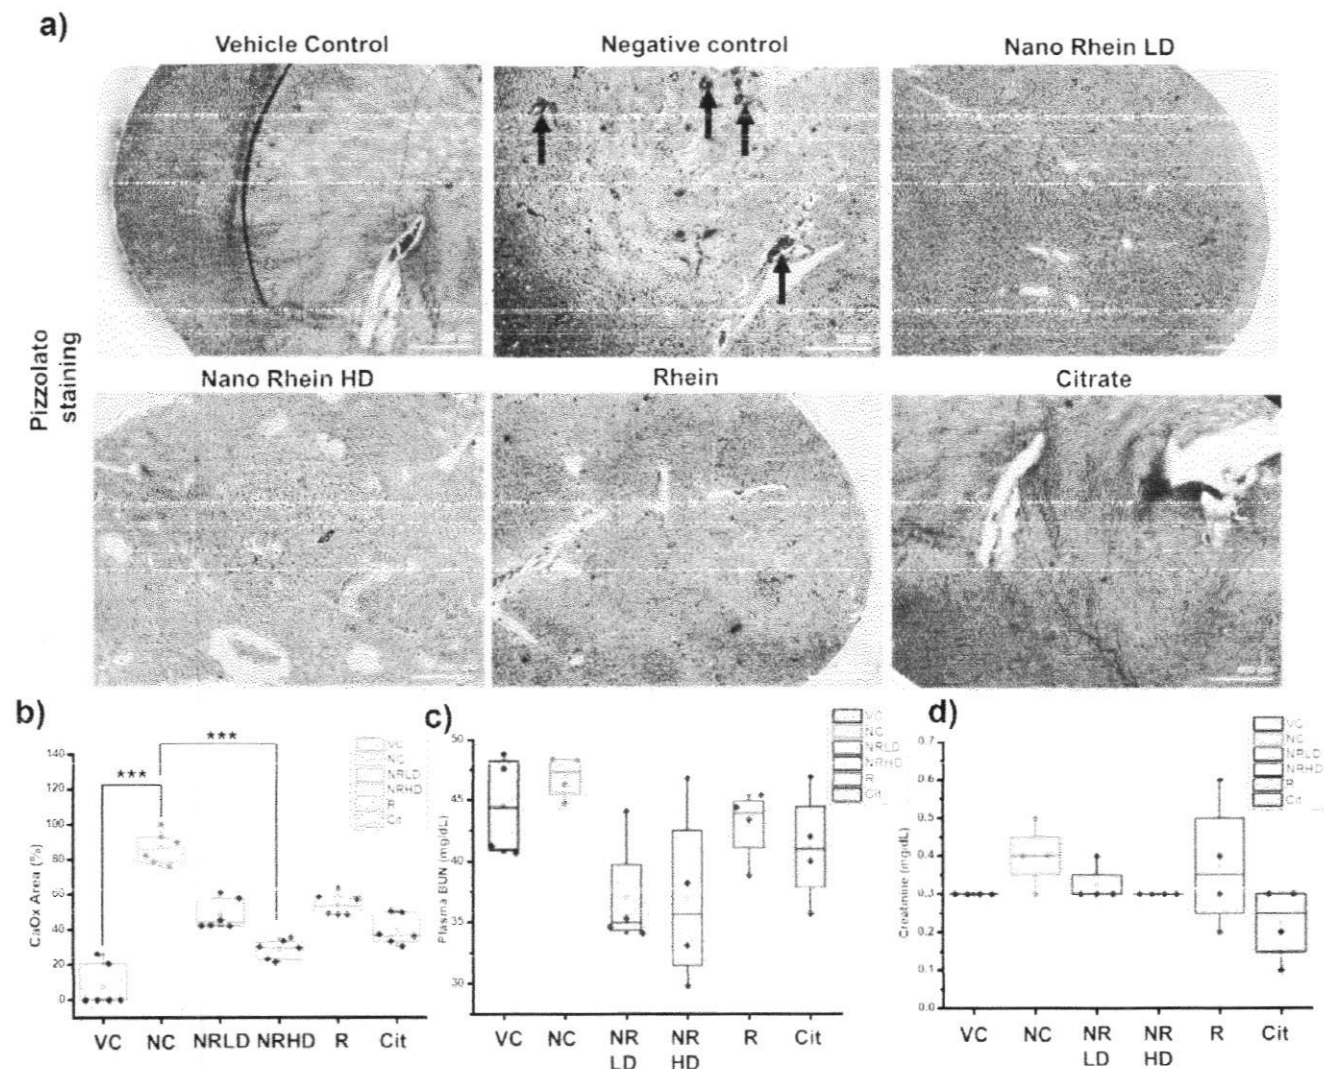 a)
Vehicle Control
Negative control
Nano Rhein LD
Pizzolato
staining
Nano Rhein HD
Rhein
Citrate
b)
CaOx Area (%)
140
120
100
80
60
40
20
0
***
***
VC
NC
NRLD
NRHD
R
Cit
VC
NC
NRLD
NRHD
R
Cit
c)
Plasma BUN (mg/dL)
50
45
40
35
30
VC
NC
NRLD
NRHD
R
Cit
VC
NC
NR
LD
NR
HD
R
Cit
d)
Creatinine (mg/dL)
0.7
0.6
0.5
0.4
0.3
0.2
0.1
0.0
VC
NC
NRLD
NRHD
R
Cit
VC
NC
NR
LD
NR
HD
R
Cit